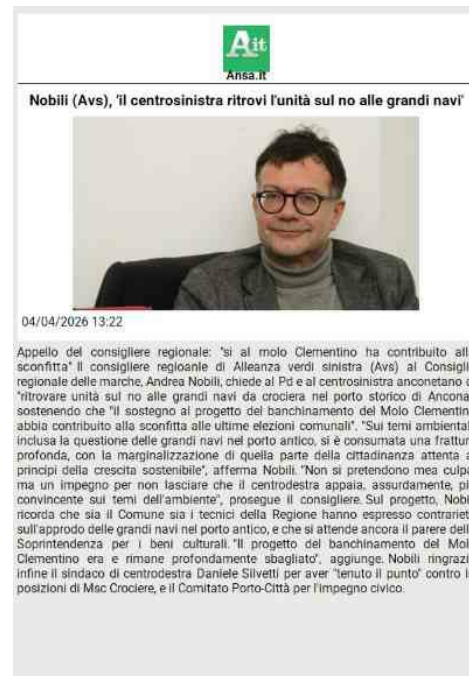 Ait
Ansa.it
Nobili (Avs), 'il centrosinistra ritrovi l'unità sul no alle grandi navi'
04/04/2026 13:22
Appello del consigliere regionale: "si al molo Clementino ha contribuito all
sconfitta" Il consigliere regioanle di Alleanza verdi sinistra (Avs) al Consigli
regionale delle marche, Andrea Nobili, chiede al Pd e al centrosinistra anconetano d
"ritrovare unità sul no alle grandi navi da crociera nel porto storico di Ancona
sostenendo che "il sostegno al progetto del banchinamento del Molo Clementin
abbia contribuito alla sconfitta alle ultime elezioni comunali". "Sui temi ambiental
inclusa la questione delle grandi navi nel porto antico, si è consumata una frattur
profonda, con la marginalizzazione di quella parte della cittadinanza attenta a
principi della crescita sostenibile", afferma Nobili. "Non si pretendono mea culpa
ma un impegno per non lasciare che il centrodestra appaia, assurdamente, pi
convincente sui temi dell'ambiente", prosegue il consigliere. Sul progetto, Nobi
ricorda che sia il Comune sia i tecnici della Regione hanno espresso contrariet
sull'approdo delle grandi navi nel porto antico, e che si attende ancora il parere dell
Soprintendenza per i beni culturali. "Il progetto del banchinamento del Mol
Clementino era e rimane profondamente sbagliato", aggiunge. Nobili ringrazi
infine il sindaco di centrodestra Daniele Silvetti per aver "tenuto il punto" contro l
posizioni di Msc Crociere, e il Comitato Porto-Città per l'impegno civico.